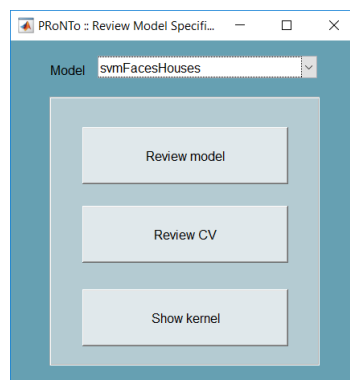 PRoNTo :: Review Model Specifi...
Model svmFacesHouses
Review model
Review CV
Show kernel